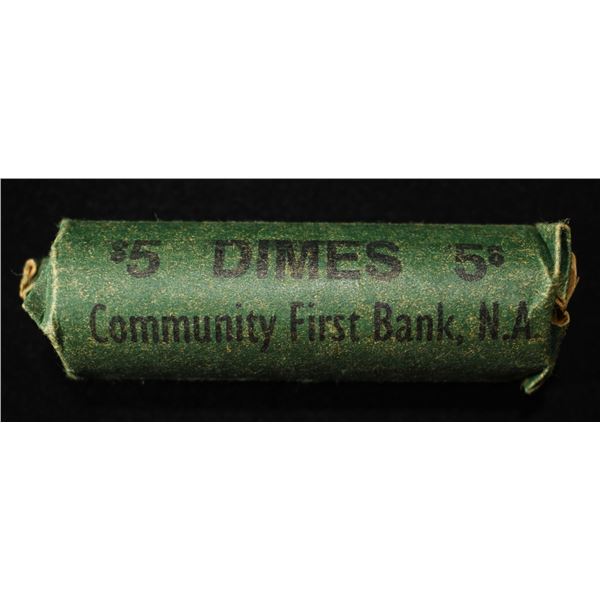 $5 DIMES 5$
Community First Bank, N.A